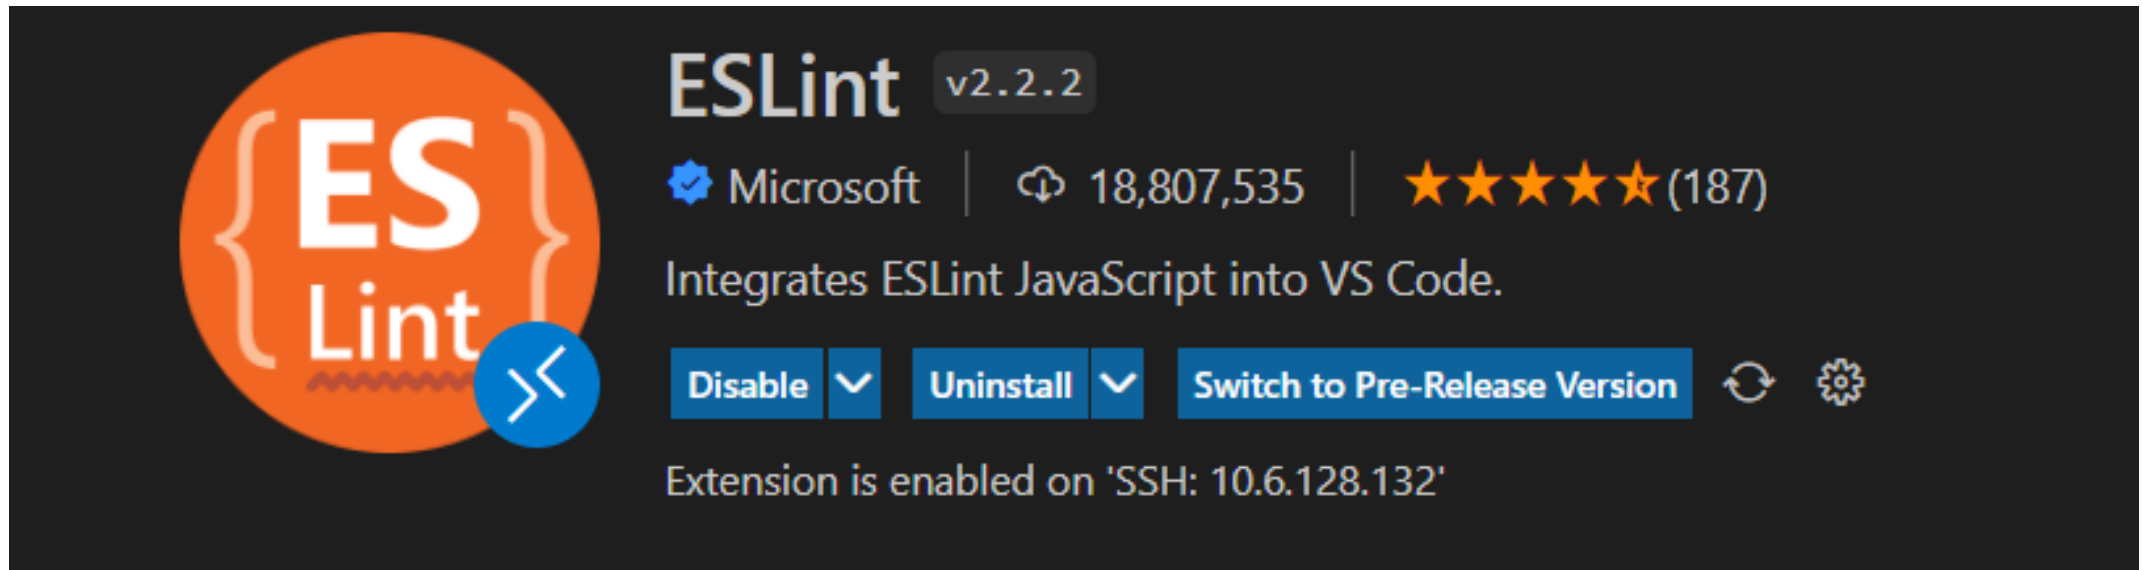 ES
Lint
ESLint v2.2.2
Microsoft 18,807,535 (187)
Integrates ESLint JavaScript into VS Code.
Disable Uninstall Switch to Pre-Release Version
Extension is enabled on 'SSH: 10.6.128.132'